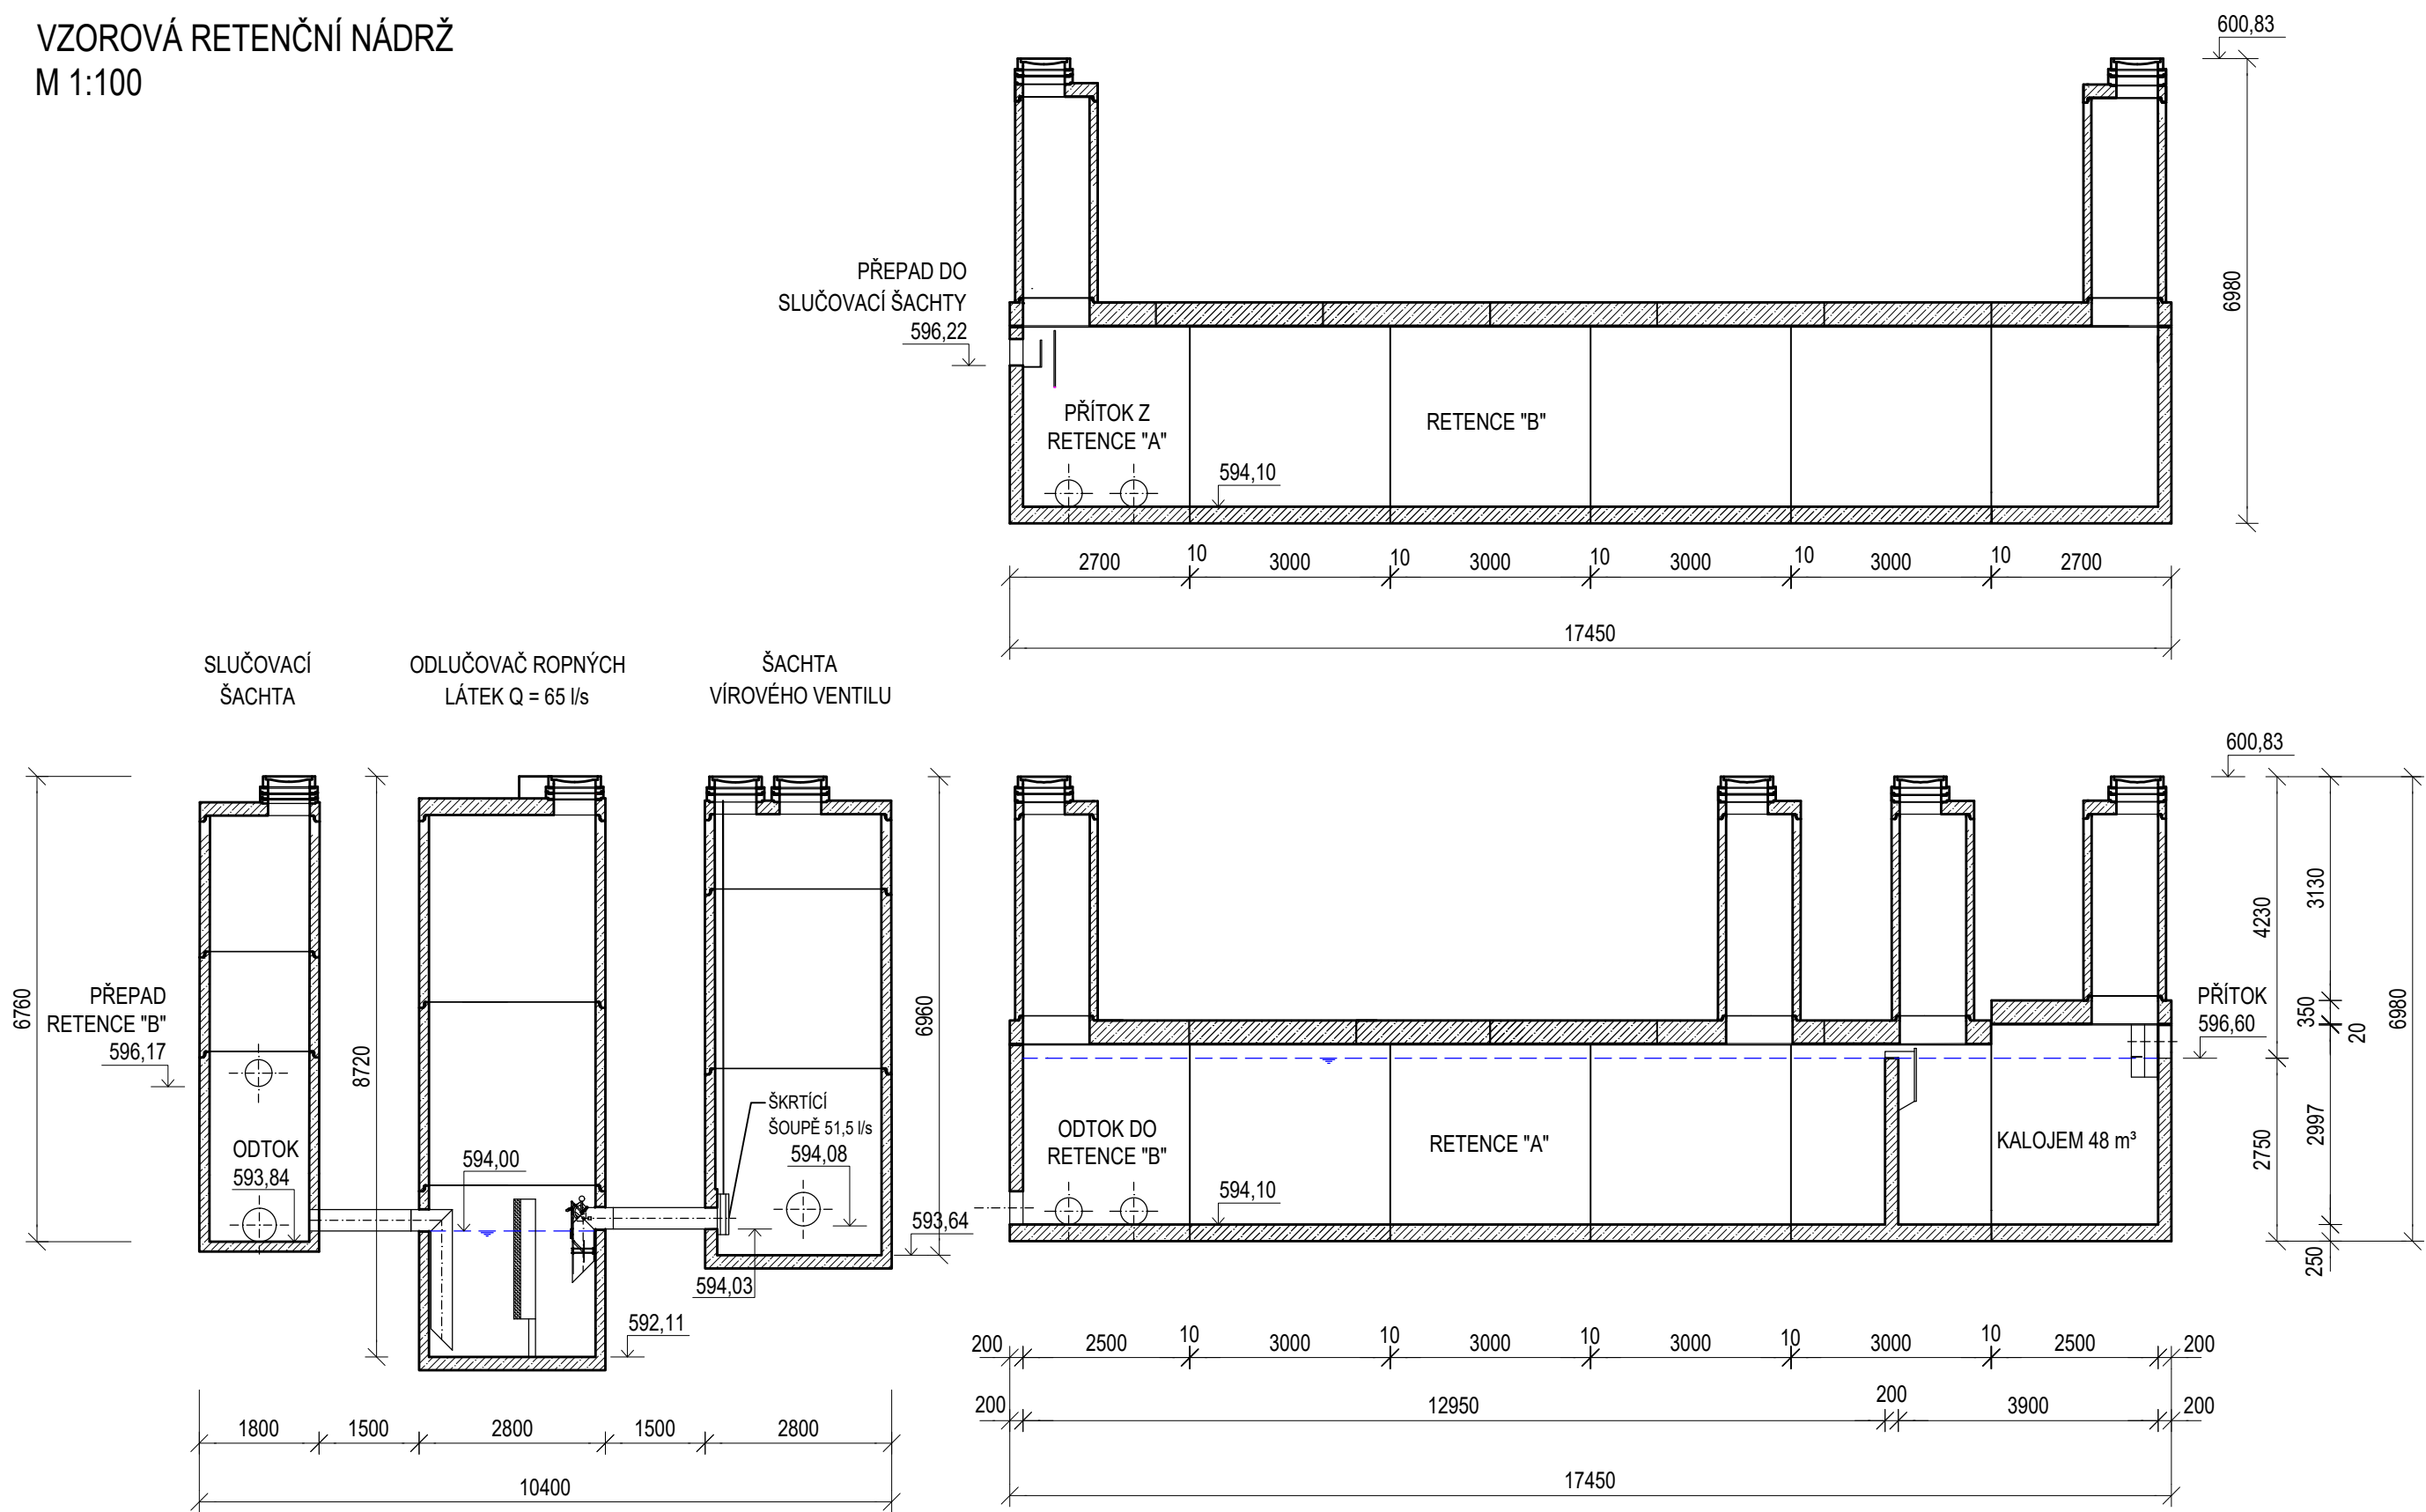 VZOROVÁ RETENČNÍ NÁDRŽ
M 1:100
600,83
6980
PŘEPAD DO
SLUČOVACÍ ŠACHTY
596,22
PŘÍTOK Z
RETENCE "A"
RETENCE "B"
594,10
2700 10 3000 10 3000 10 3000 10 3000 10 2700
17450
SLUČOVACÍ
ŠACHTA
ODLUČOVAČ ROPNÝCH
LÁTEK Q = 65 l/s
ŠACHTA
VÍROVÉHO VENTILU
6760
PŘEPAD
RETENCE "B"
596,17
ODTOK
593,84
8720
594,00
592,11
ŠKRTÍCÍ
ŠOUPĚ 51,5 l/s
594,08
594,03
6960
593,64
1800 1500 2800 1500 2800
10400
600,83
ODTOK DO
RETENCE "B"
594,10
RETENCE "A"
KALOJEM 48 m³
PŘÍTOK
596,60
4230
2750
3130
350
20
2997
250
6980
200 2500 10 3000 10 3000 10 3000 10 3000 10 2500 200
200 12950 200 3900 200
17450